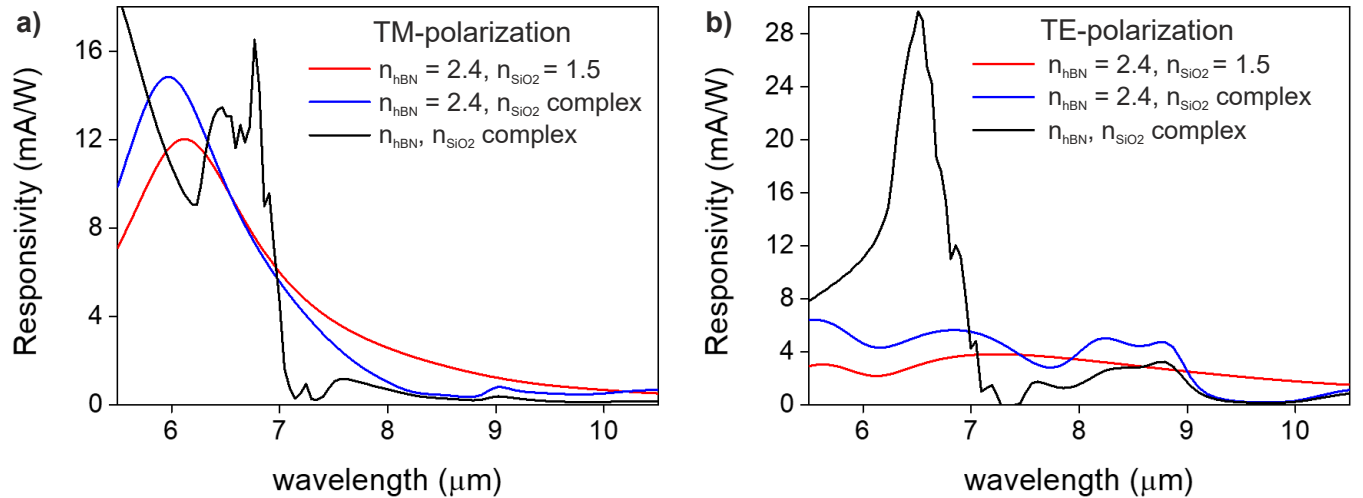 a)
TM-polarization
n_hBN = 2.4, n_SiO2 = 1.5
n_hBN = 2.4, n_SiO2 complex
n_hBN, n_SiO2 complex
Responsivity (mA/W)
16
12
8
4
0
6 7 8 9 10
wavelength (μm)
b)
TE-polarization
n_hBN = 2.4, n_SiO2 = 1.5
n_hBN = 2.4, n_SiO2 complex
n_hBN, n_SiO2 complex
Responsivity (mA/W)
28
24
20
16
12
8
4
0
6 7 8 9 10
wavelength (μm)